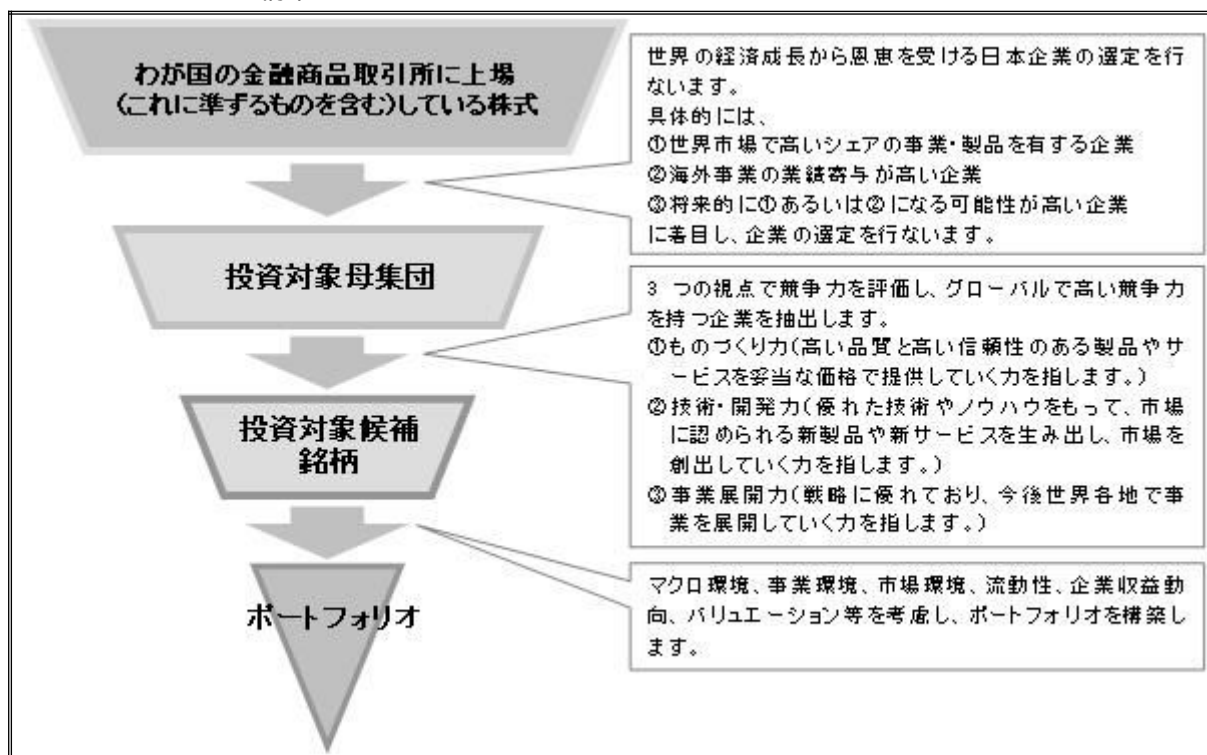 わが国の金融商品取引所に上場
(これに準ずるものを含む)している株式
世界の経済成長から恩恵を受ける日本企業の選定を行
ないます。
具体的には、
①世界市場で高いシェアの事業・製品を有する企業
②海外事業の業績寄与が高い企業
③将来的に①あるいは②になる可能性が高い企業
に着目し、企業の選定を行ないます。
投資対象母集団
3 つの視点で競争力を評価し、グローバルで高い競争力
を持つ企業を抽出します。
①ものづくり力(高い品質と高い信頼性のある製品やサ
ービスを妥当な価格で提供していく力を指します。)
②技術・開発力(優れた技術やノウハウをもって、市場
に認められる新製品や新サービスを生み出し、市場を
創出していく力を指します。)
③事業展開力(戦略に優れており、今後世界各地で事
業を展開していく力を指します。)
投資対象候補
銘柄
マクロ環境、事業環境、市場環境、流動性、企業収益動
向、バリュエーション等を考慮し、ポートフォリオを構築し
ます。
ポートフォリオ